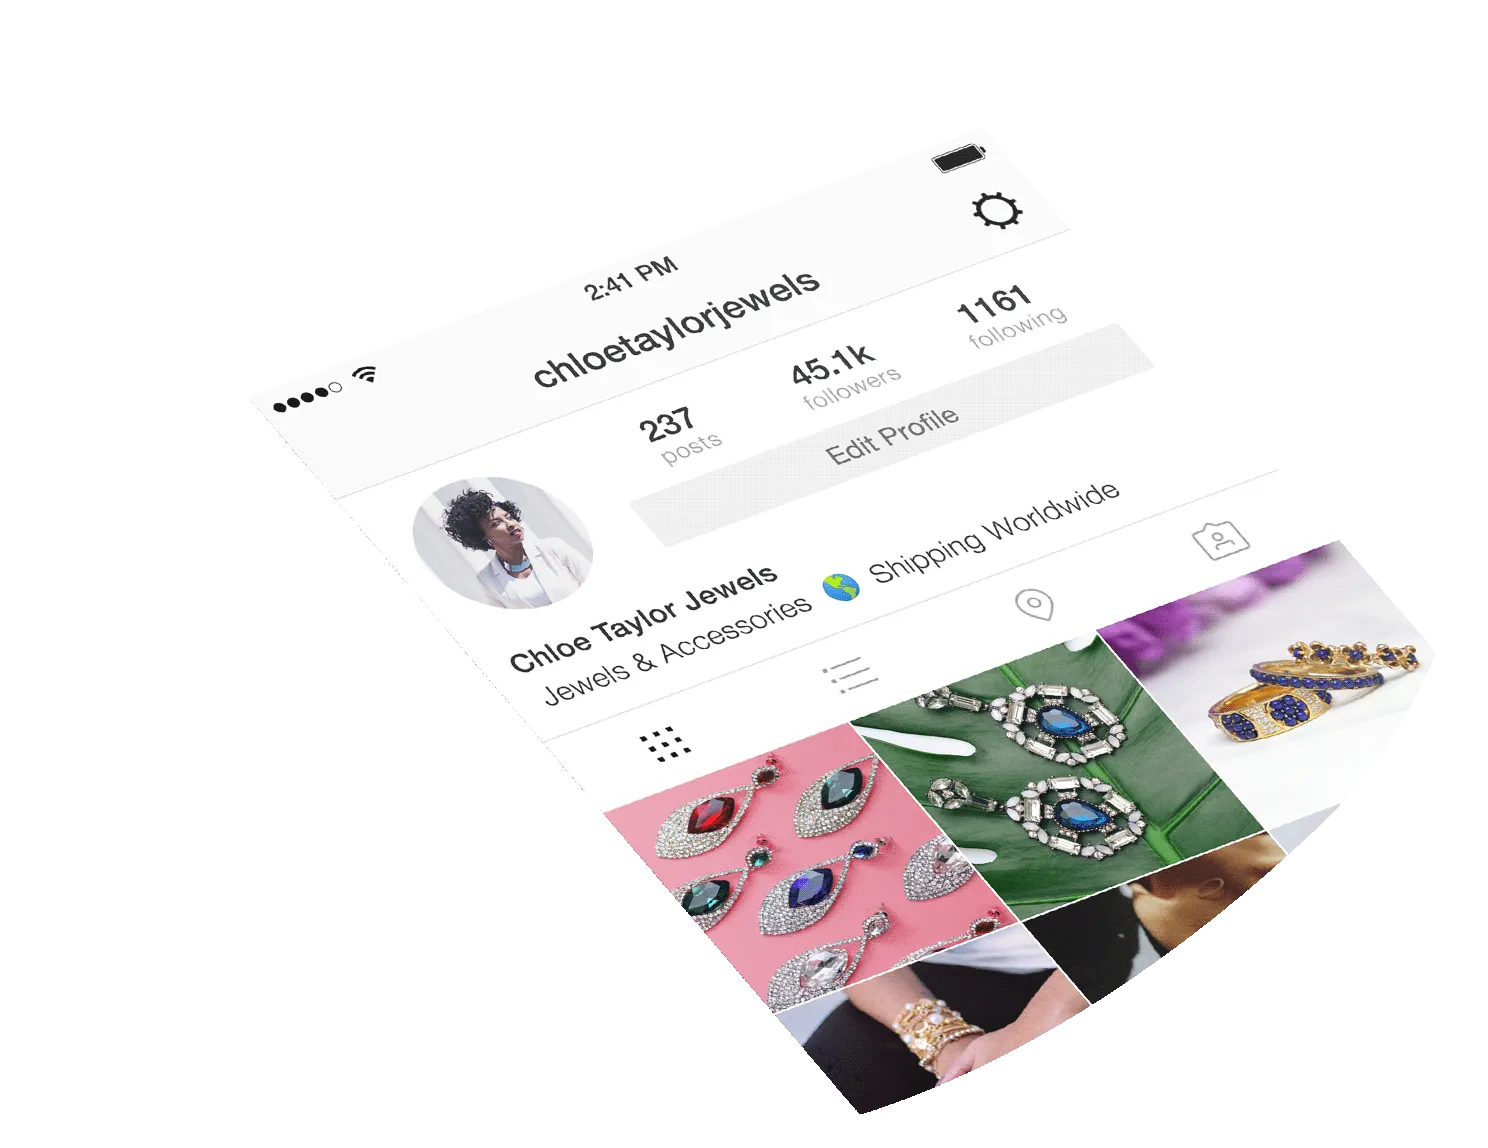 2:41 PM
chloetaylorjewels
237
posts
45.1k
followers
1161
following
Edit Profile
Chloe Taylor Jewels
Jewels & Accessories 🌎 Shipping Worldwide